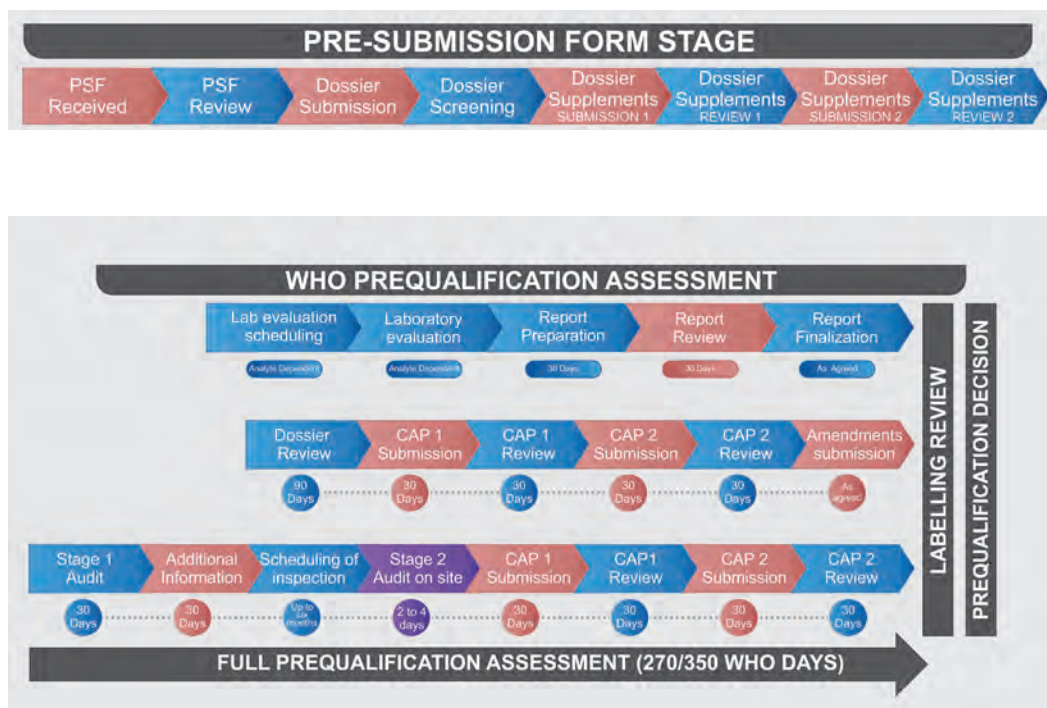 PRE-SUBMISSION FORM STAGE
PSF
Received
PSF
Review
Dossier
Submission
Dossier
Screening
Dossier
Supplements
SUBMISSION 1
Dossier
Supplements
REVIEW 1
Dossier
Supplements
SUBMISSION 2
Dossier
Supplements
REVIEW 2
WHO PREQUALIFICATION ASSESSMENT
Lab evaluation
scheduling
Laboratory
evaluation
Report
Preparation
Report
Review
Report
Finalization
Analyte Dependent
Analyte Dependent
30 Days
30 Days
As Agreed
Dossier
Review
CAP 1
Submission
CAP 1
Review
CAP 2
Submission
CAP 2
Review
Amendments
submission
90
Days
30
Days
30
Days
30
Days
30
Days
As
agreed
Stage 1
Audit
Additional
Information
Scheduling of
inspection
Stage 2
Audit on site
CAP 1
Submission
CAP1
Review
CAP 2
Submission
CAP 2
Review
30
Days
30
Days
Up to
six
months
2 to 4
days
30
Days
30
Days
30
Days
30
Days
LABELLING REVIEW
PREQUALIFICATION DECISION
FULL PREQUALIFICATION ASSESSMENT (270/350 WHO DAYS)